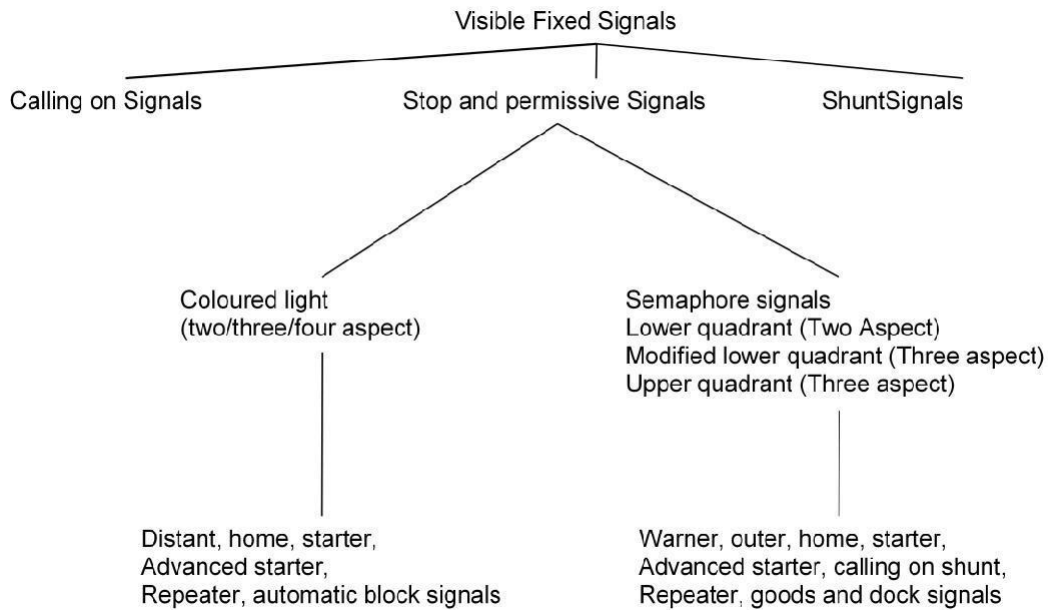 Visible Fixed Signals
Calling on Signals
Stop and permissive Signals
ShuntSignals
Coloured light
(two/three/four aspect)
Semaphore signals
Lower quadrant (Two Aspect)
Modified lower quadrant (Three aspect)
Upper quadrant (Three aspect)
Distant, home, starter,
Advanced starter,
Repeater, automatic block signals
Warner, outer, home, starter,
Advanced starter, calling on shunt,
Repeater, goods and dock signals